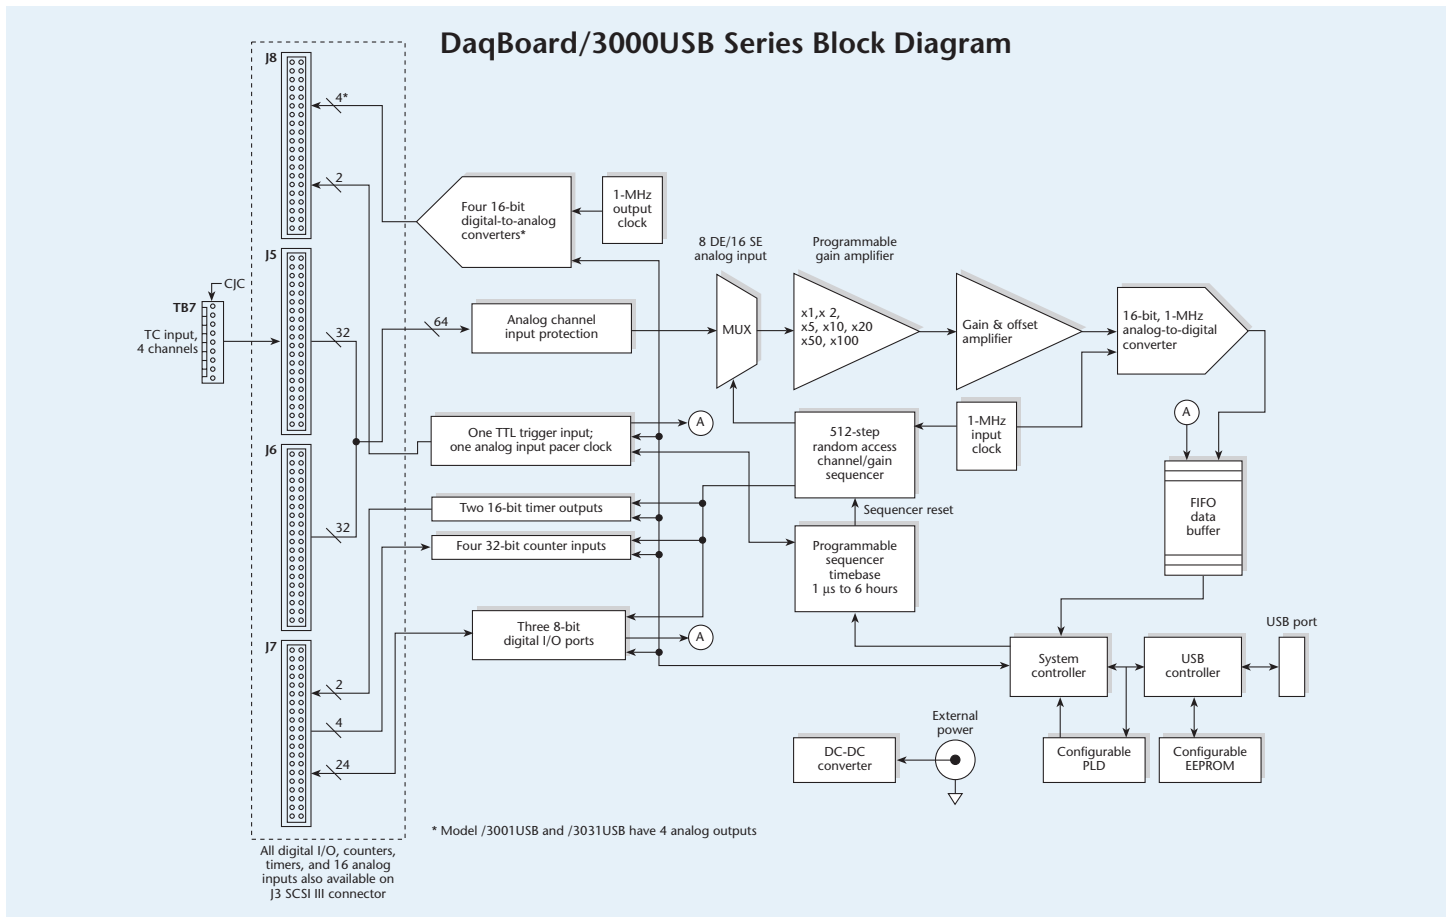 DaqBoard/3000USB Series Block Diagram
J8
4*
2
Four 16-bit
digital-to-analog
converters*
1-MHz
output
clock
J5
CJC
TB7
TC input,
4 channels
32
64
Analog channel
input protection
8 DE/16 SE
analog input
MUX
Programmable
gain amplifier
x1,x 2,
x5, x10, x20
x50, x100
Gain & offset
amplifier
16-bit, 1-MHz
analog-to-digital
converter
One TTL trigger input;
one analog input pacer clock
A
512-step
random access
channel/gain
sequencer
1-MHz
input
clock
A
J6
32
Two 16-bit timer outputs
Four 32-bit counter inputs
Sequencer reset
Programmable
sequencer
timebase
1 µs to 6 hours
FIFO
data
buffer
Three 8-bit
digital I/O ports
A
J7
2
4
24
System
controller
USB
controller
USB port
External
power
DC-DC
converter
Configurable
PLD
Configurable
EEPROM
* Model /3001USB and /3031USB have 4 analog outputs
All digital I/O, counters,
timers, and 16 analog
inputs also available on
J3 SCSI III connector